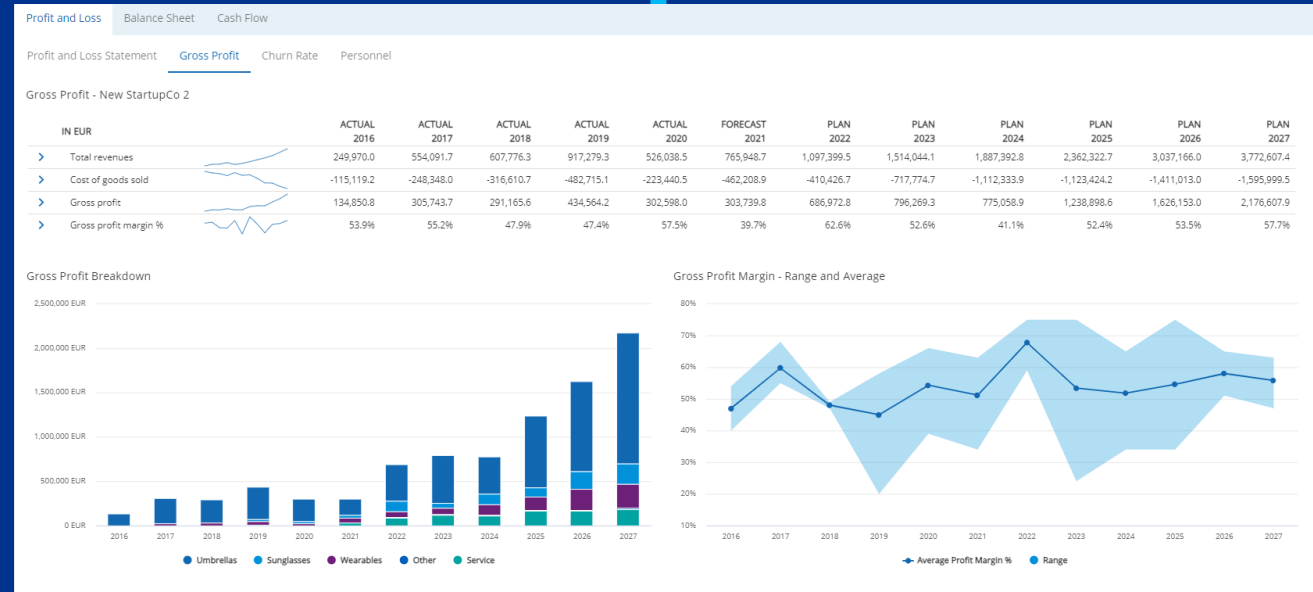 Profit and Loss Balance Sheet Cash Flow
Profit and Loss Statement Gross Profit Churn Rate Personnel
Gross Profit - New StartupCo 2
IN EUR ACTUAL 2016 ACTUAL 2017 ACTUAL 2018 ACTUAL 2019 ACTUAL 2020 FORECAST 2021 PLAN 2022 PLAN 2023 PLAN 2024 PLAN 2025 PLAN 2026 PLAN 2027
Total revenues 249,970.0 554,091.7 607,776.3 917,279.3 526,038.5 765,948.7 1,097,399.5 1,514,044.1 1,887,392.8 2,362,322.7 3,037,166.0 3,772,607.4
Cost of goods sold -115,119.2 -248,348.0 -316,610.7 -482,715.1 -223,440.5 -462,208.9 -410,426.7 -717,774.7 -1,112,333.9 -1,123,424.2 -1,411,013.0 -1,595,999.5
Gross profit 134,850.8 305,743.7 291,165.6 434,564.2 302,598.0 303,739.8 686,972.8 796,269.3 775,058.9 1,238,898.6 1,626,153.0 2,176,607.9
Gross profit margin % 53.9% 55.2% 47.9% 47.4% 57.5% 39.7% 62.6% 52.6% 41.1% 52.4% 53.5% 57.7%
Gross Profit Breakdown
2,500,000 EUR
2,000,000 EUR
1,500,000 EUR
1,000,000 EUR
500,000 EUR
0 EUR
2016 2017 2018 2019 2020 2021 2022 2023 2024 2025 2026 2027
Umbrellas Sunglasses Wearables Other Service
Gross Profit Margin - Range and Average
80%
70%
60%
50%
40%
30%
20%
10%
2016 2017 2018 2019 2020 2021 2022 2023 2024 2025 2026 2027
Average Profit Margin % Range